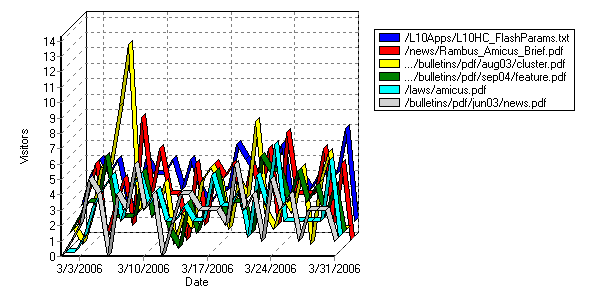 /L10Apps/L10HC_FlashParams.txt
/news/Rambus_Amicus_Brief.pdf
.../bulletins/pdf/aug03/cluster.pdf
.../bulletins/pdf/sep04/feature.pdf
/laws/amicus.pdf
/bulletins/pdf/jun03/news.pdf
14
13
12
11
10
9
8
7
6
5
4
3
2
1
0
Visitors
3/3/2006 3/10/2006 3/17/2006 3/24/2006 3/31/2006
Date